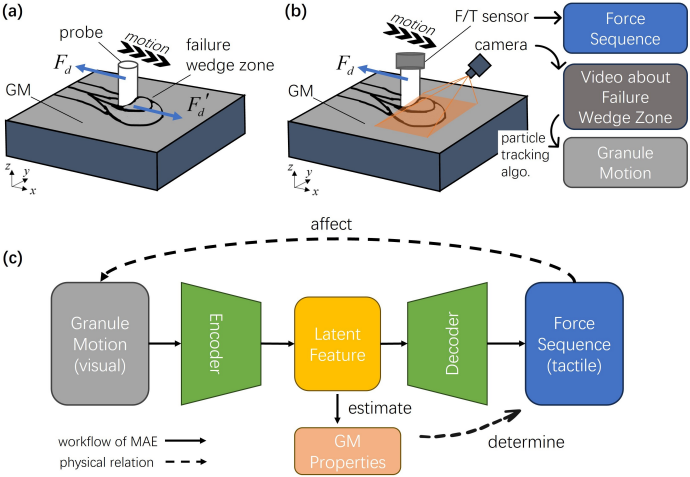 (a)
probe
motion
failure
wedge zone
F_d
GM
F_d'
z
y
x
(b)
motion
F/T sensor
camera
F_d
GM
particle
tracking
algo.
z
y
x
Force
Sequence
Video about
Failure
Wedge Zone
Granule
Motion
affect
(c)
Granule
Motion
(visual)
Encoder
Latent
Feature
Decoder
Force
Sequence
(tactile)
estimate
GM
Properties
determine
workflow of MAE
physical relation